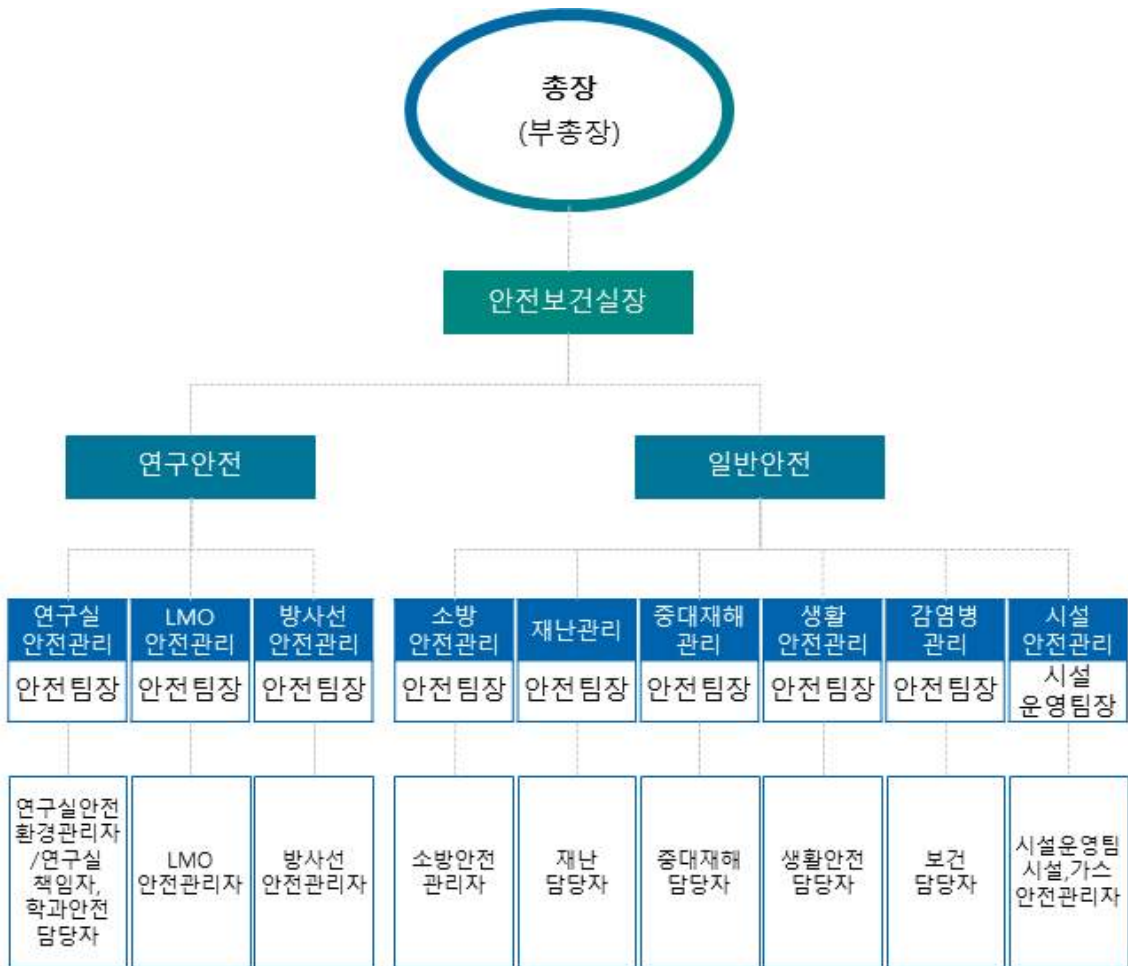 총장
(부총장)
안전보건실장
연구안전
일반안전
연구실
안전관리
LMO
안전관리
방사선
안전관리
소방
안전관리
재난관리
중대재해
관리
생활
안전관리
감염병
관리
시설
안전관리
안전팀장
안전팀장
안전팀장
안전팀장
안전팀장
안전팀장
안전팀장
안전팀장
시설
운영팀장
연구실안전
환경관리자
/연구실
책임자,
학과안전
담당자
LMO
안전관리자
방사선
안전관리자
소방안전
관리자
재난
담당자
중대재해
담당자
생활안전
담당자
보건
담당자
시설운영팀
시설,가스
안전관리자